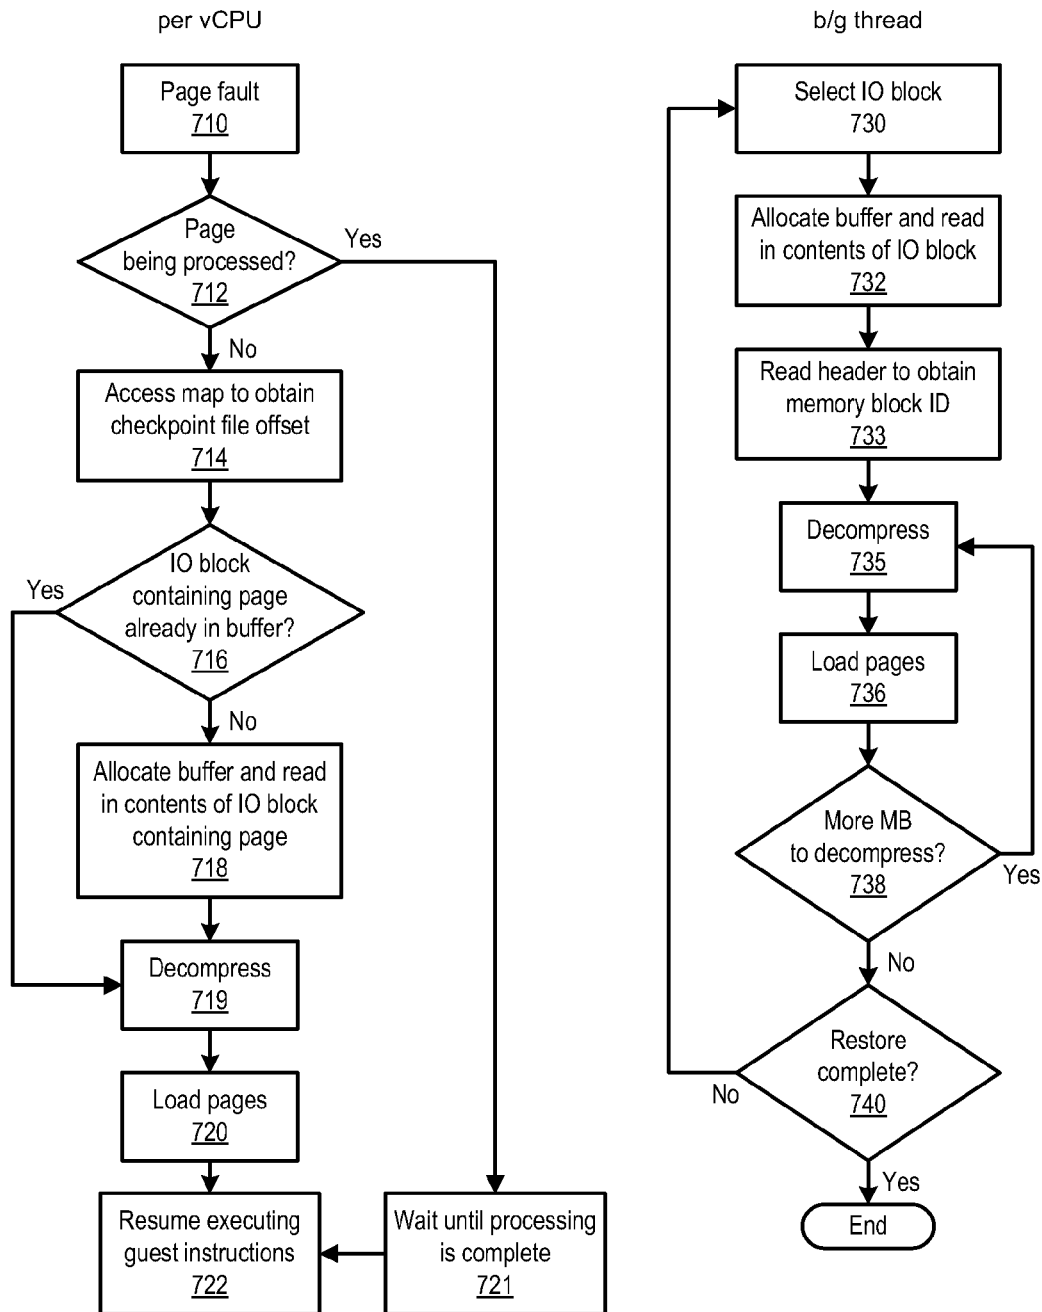 per vCPU
Page fault
710
Page
being processed?
712
Yes
No
Access map to obtain
checkpoint file offset
714
IO block
containing page
already in buffer?
716
Yes
No
Allocate buffer and read
in contents of IO block
containing page
718
Decompress
719
Load pages
720
Resume executing
guest instructions
722
Wait until processing
is complete
721
b/g thread
Select IO block
730
Allocate buffer and read
in contents of IO block
732
Read header to obtain
memory block ID
733
Decompress
735
Load pages
736
More MB
to decompress?
738
Yes
No
Restore
complete?
740
No
Yes
End